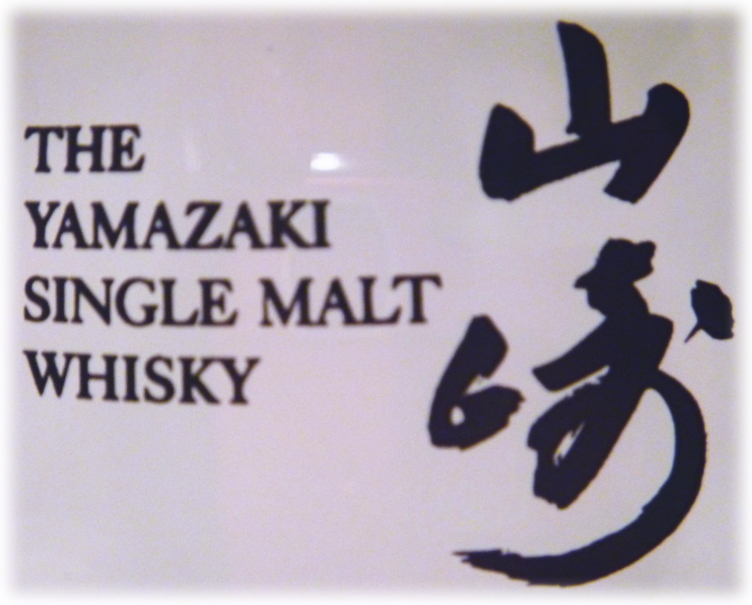 THE
YAMAZAKI
SINGLE MALT
WHISKY
山崎